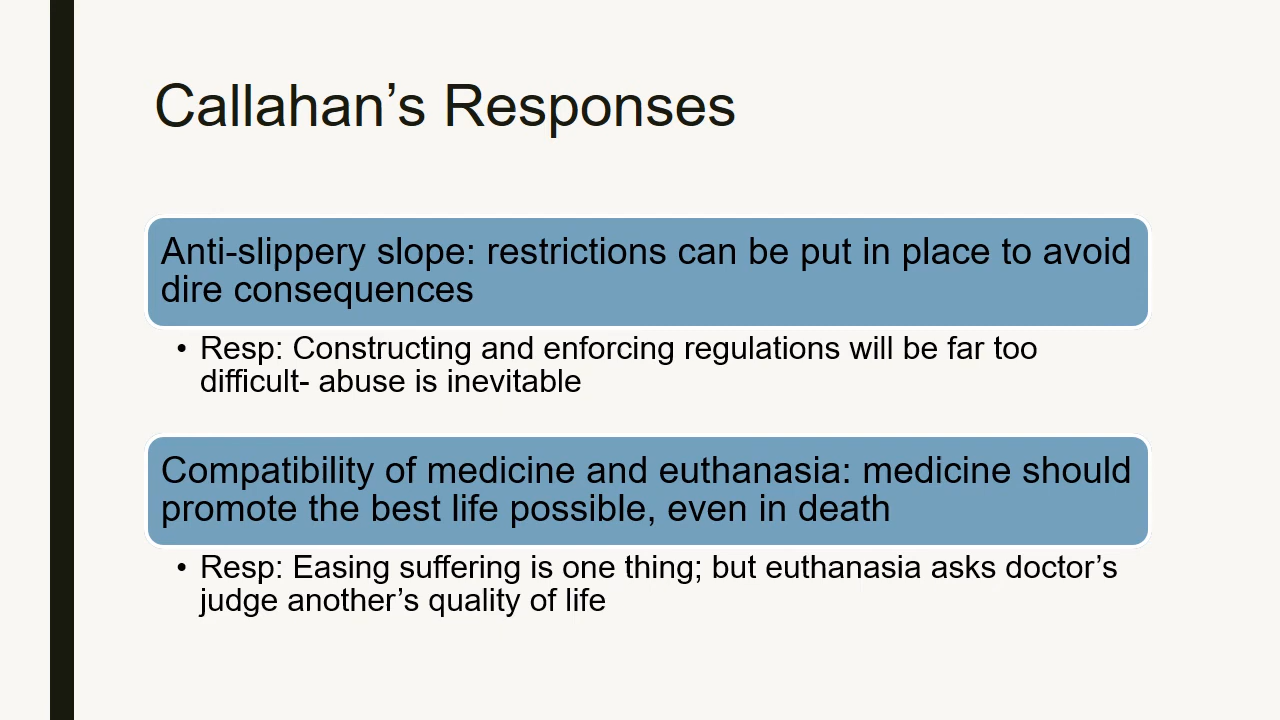 Callahan’s Responses
Anti-slippery slope: restrictions can be put in place to avoid
dire consequences
• Resp: Constructing and enforcing regulations will be far too
difficult- abuse is inevitable
Compatibility of medicine and euthanasia: medicine should
promote the best life possible, even in death
• Resp: Easing suffering is one thing; but euthanasia asks doctor’s
judge another’s quality of life